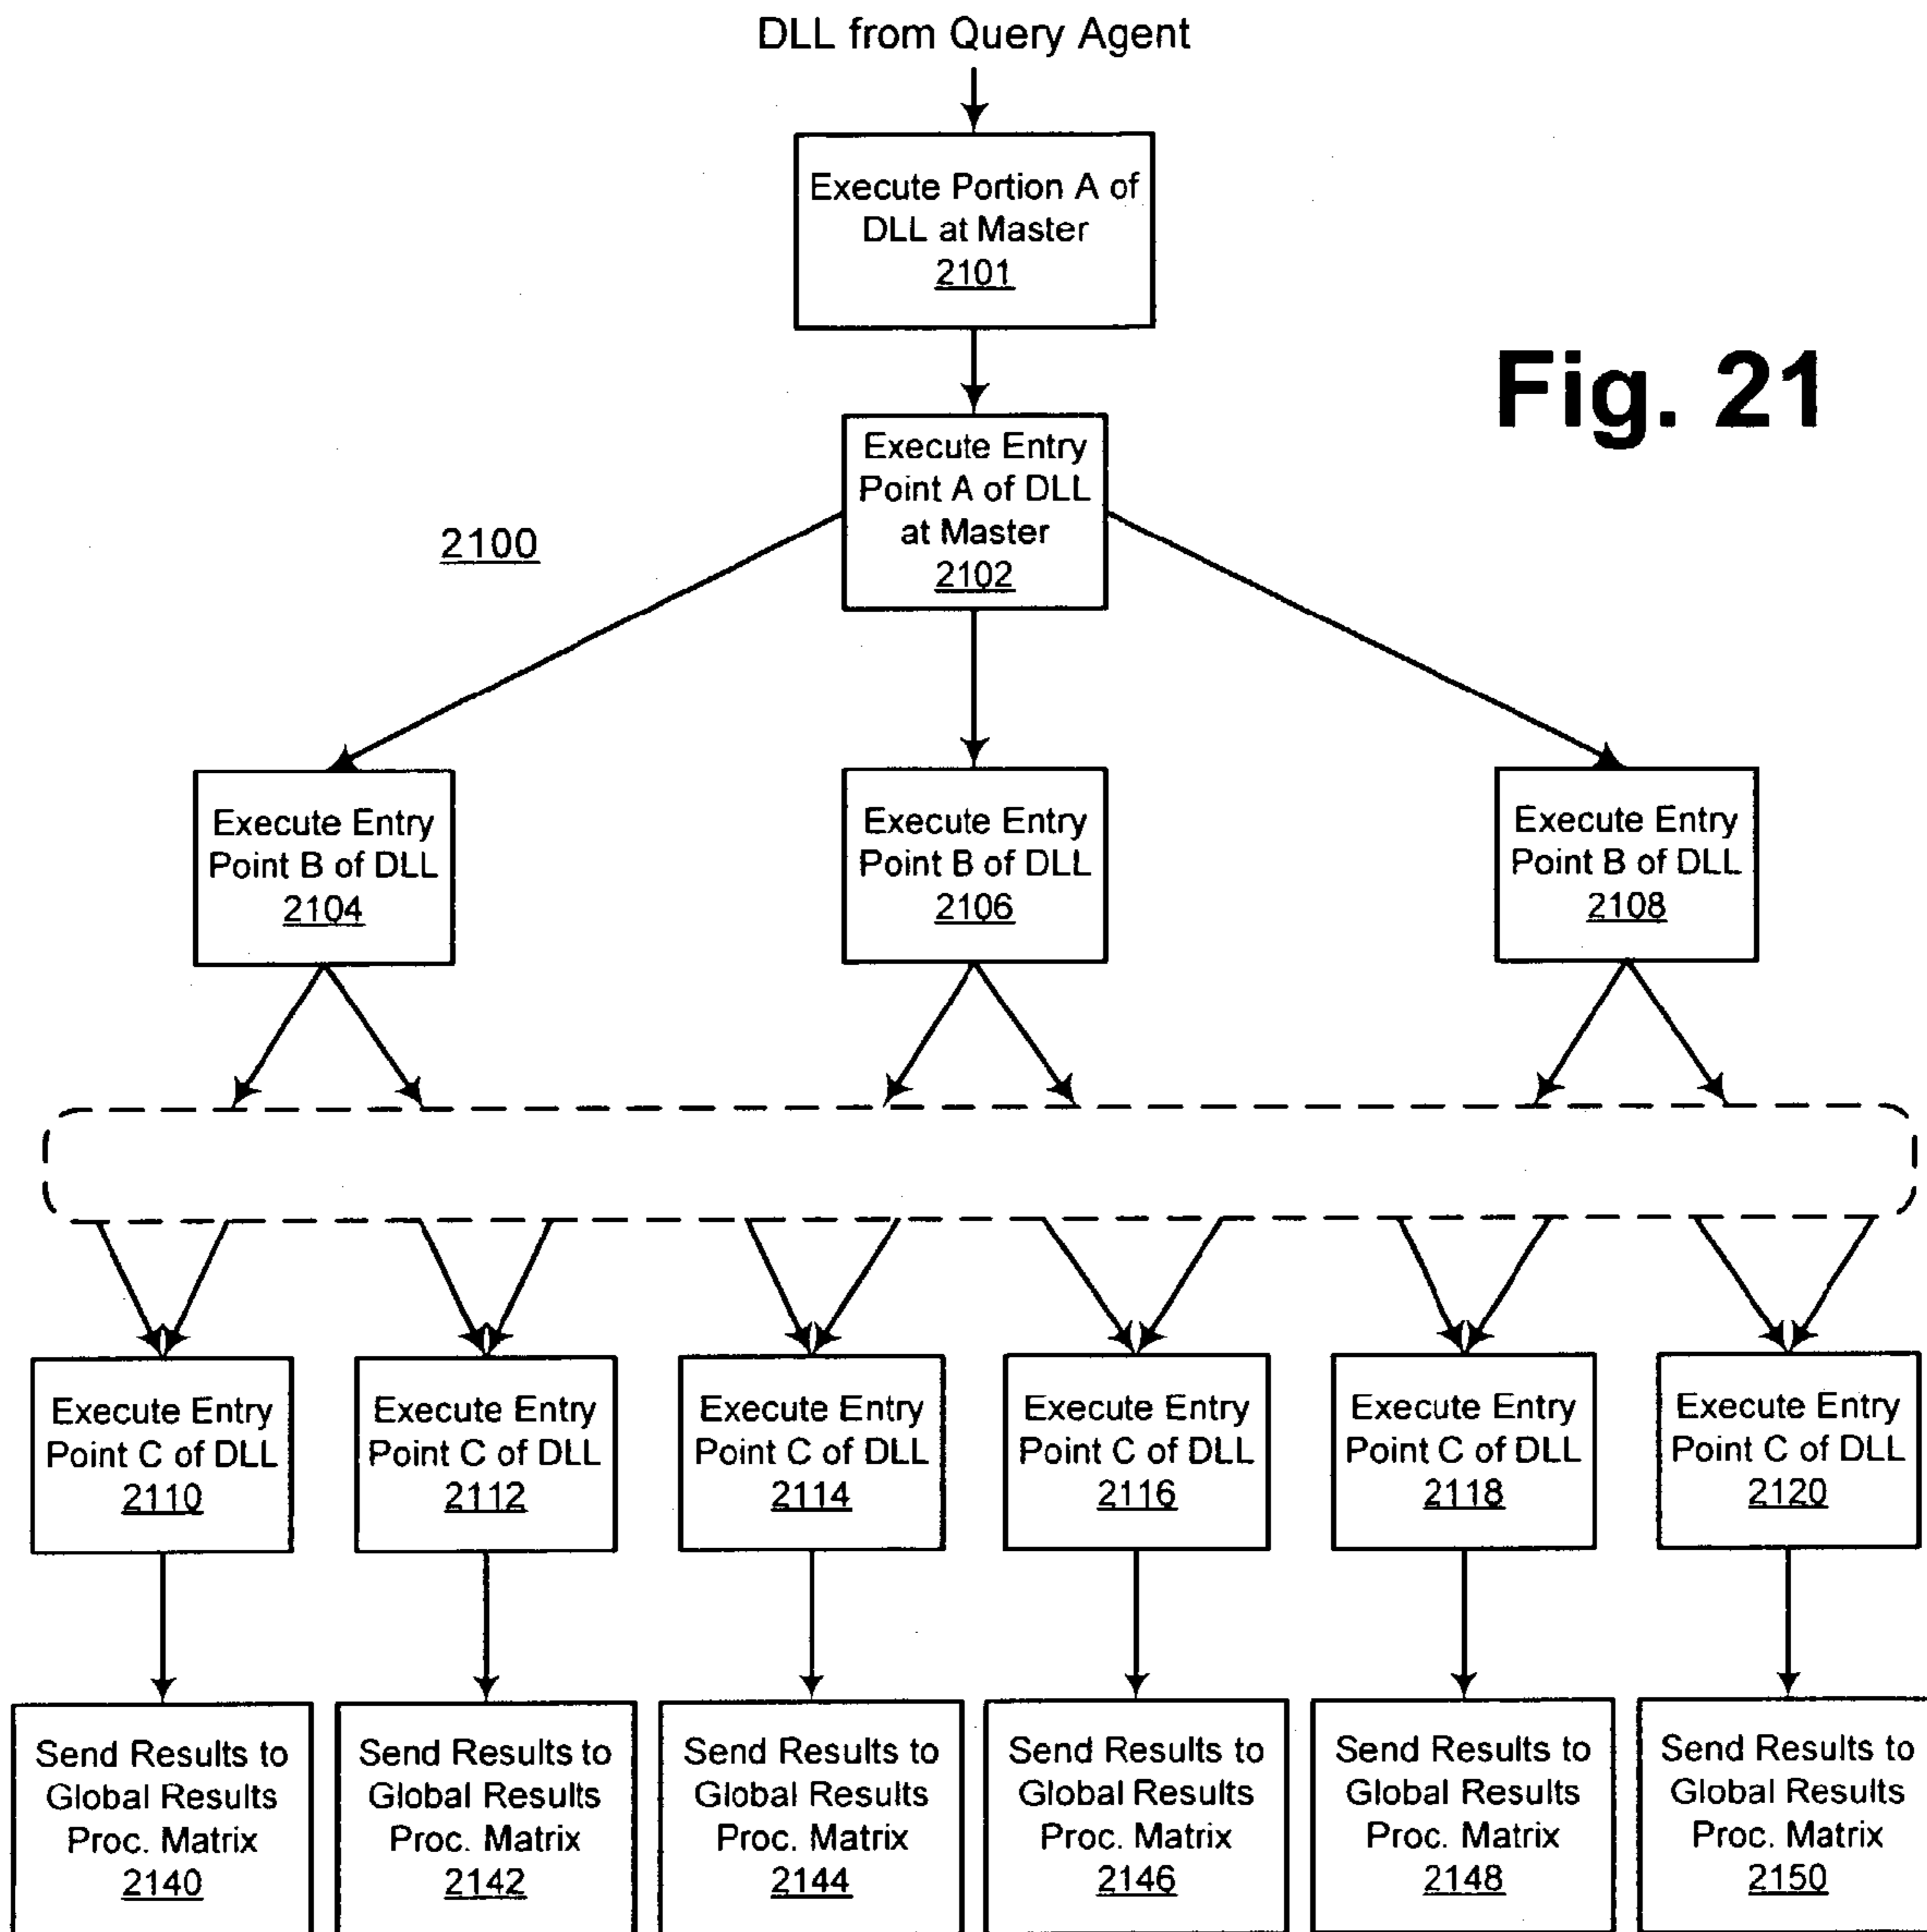 DLL from Query Agent
Execute Portion A of
DLL at Master
2101
Fig. 21
Execute Entry
Point A of DLL
at Master
2102
2100
Execute Entry
Point B of DLL
2104
Execute Entry
Point B of DLL
2106
Execute Entry
Point B of DLL
2108
Execute Entry
Point C of DLL
2110
Execute Entry
Point C of DLL
2112
Execute Entry
Point C of DLL
2114
Execute Entry
Point C of DLL
2116
Execute Entry
Point C of DLL
2118
Execute Entry
Point C of DLL
2120
Send Results to
Global Results
Proc. Matrix
2140
Send Results to
Global Results
Proc. Matrix
2142
Send Results to
Global Results
Proc. Matrix
2144
Send Results to
Global Results
Proc. Matrix
2146
Send Results to
Global Results
Proc. Matrix
2148
Send Results to
Global Results
Proc. Matrix
2150